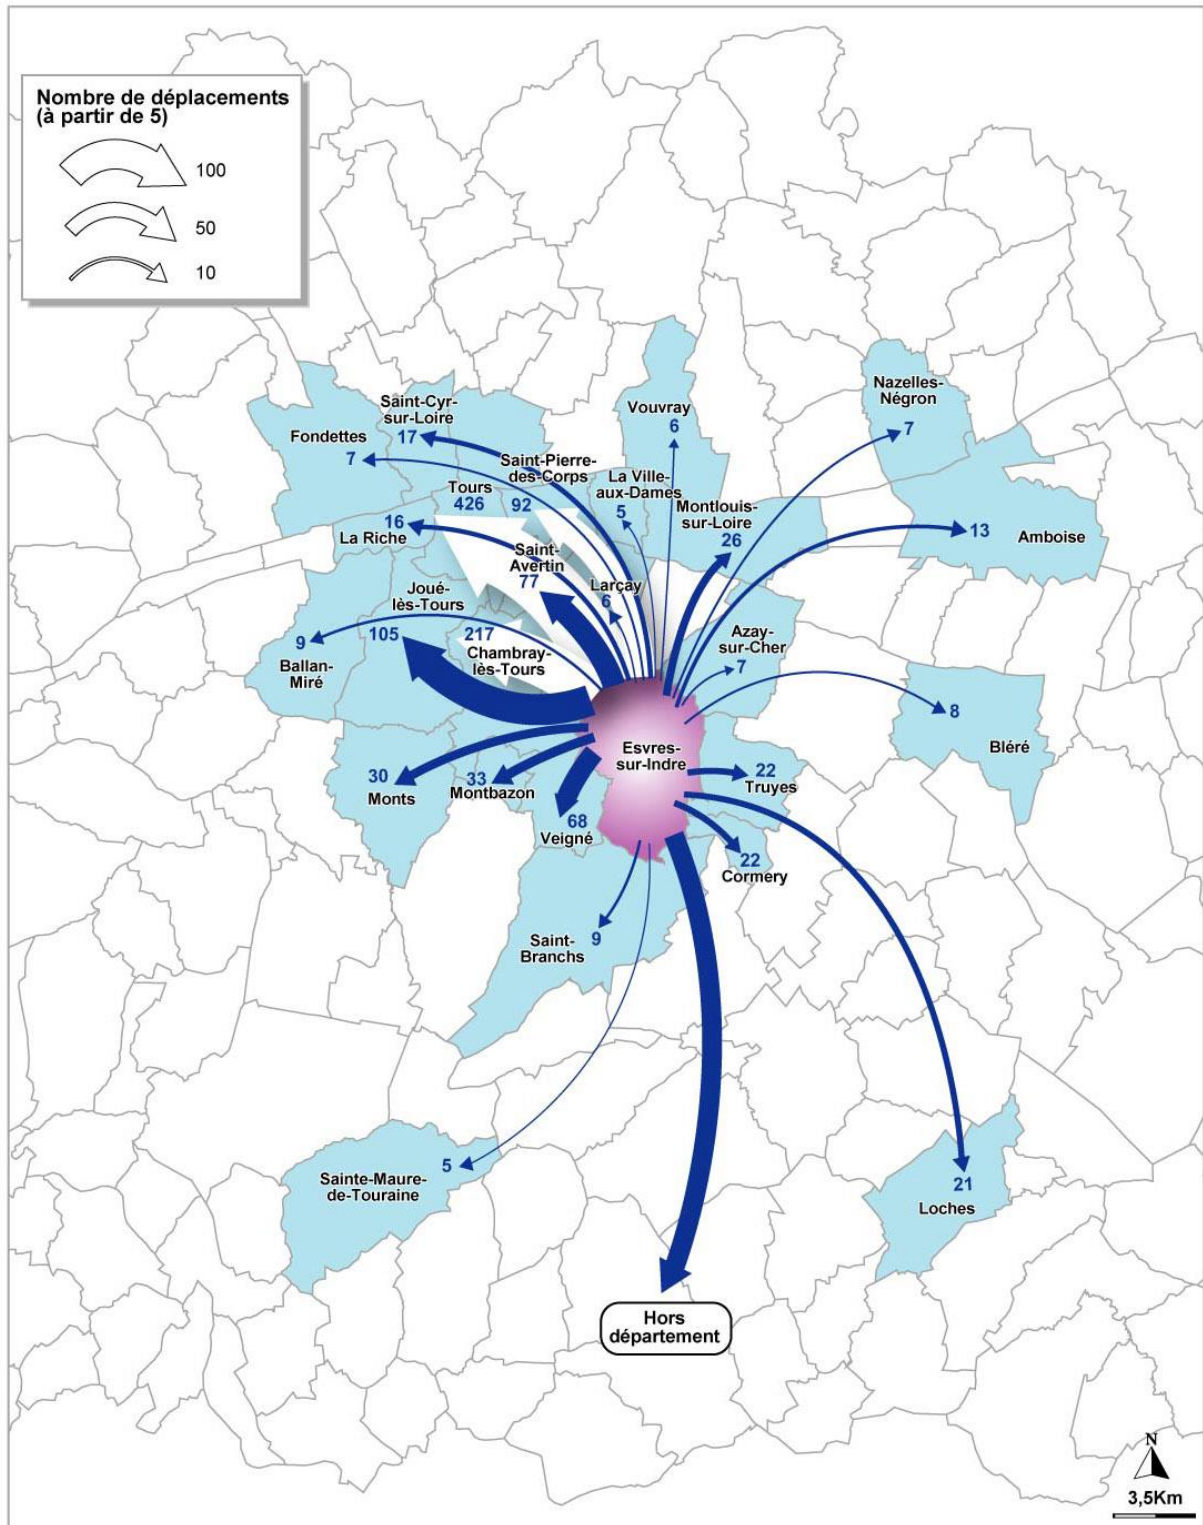 Nombre de déplacements
(à partir de 5)
100
50
10
Nazelles-
Négron
7
Saint-Cyr-
sur-Loire
17
Vouvray
6
Fondettes
7
Saint-Pierre-
des-Corps
92
La Ville-
aux-Dames
5
Tours
426
Montlouis-
sur-Loire
26
16
La Riche
13
Amboise
Saint-
Avertin
77
Larçay
6
Joué-
lès-Tours
105
217
Chambray-
lès-Tours
9
Ballan-
Miré
Azay-
sur-Cher
7
8
Bléré
Esvres-
sur-Indre
30
Monts
33
Montbazon
22
Truyes
68
Veigné
22
Cormery
Saint-
Branchs
9
5
Sainte-Maure-
de-Touraine
21
Loches
Hors
département
N
3,5Km